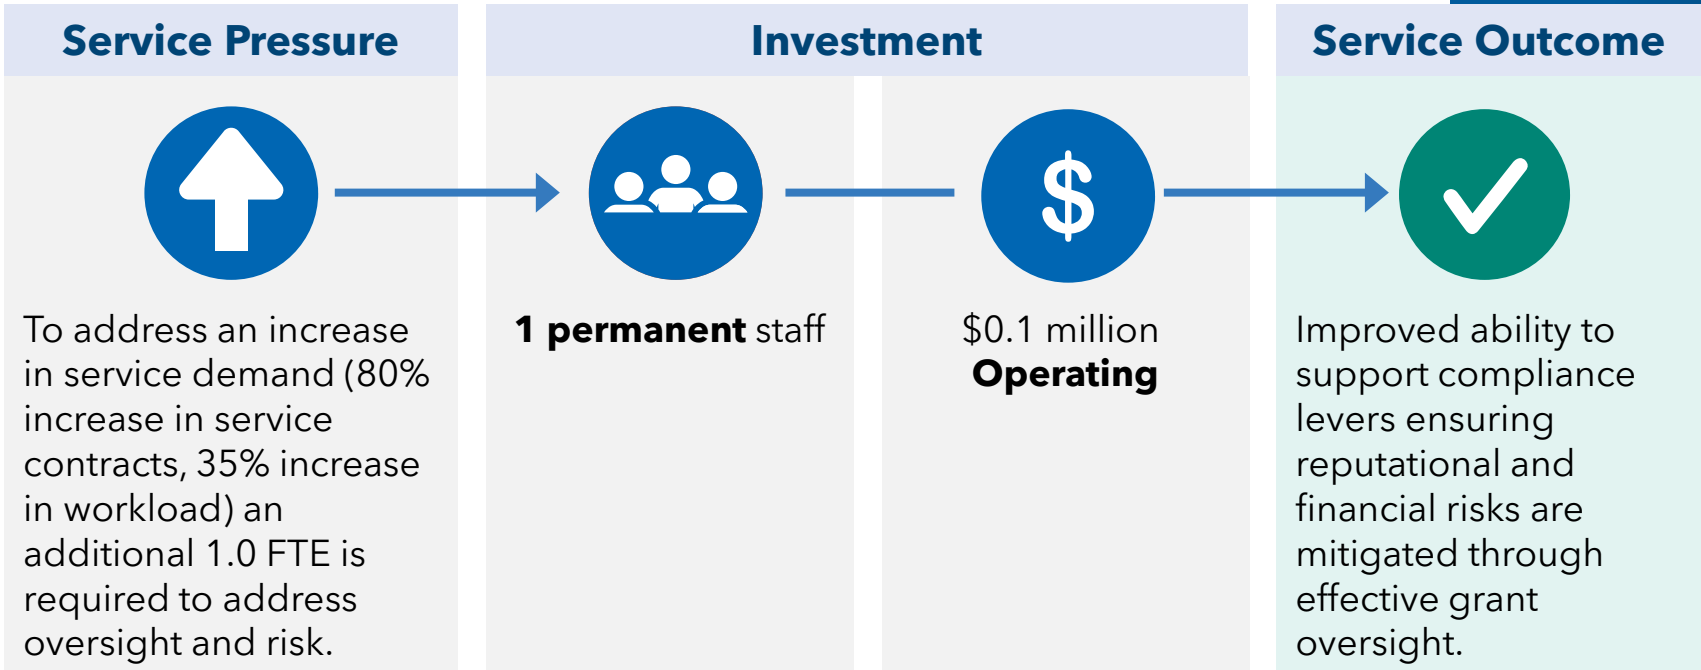 Service Pressure
Investment
Service Outcome
To address an increase
in service demand (80%
increase in service
contracts, 35% increase
in workload) an
additional 1.0 FTE is
required to address
oversight and risk.
1 permanent staff
$
$0.1 million
Operating
Improved ability to
support compliance
levers ensuring
reputational and
financial risks are
mitigated through
effective grant
oversight.